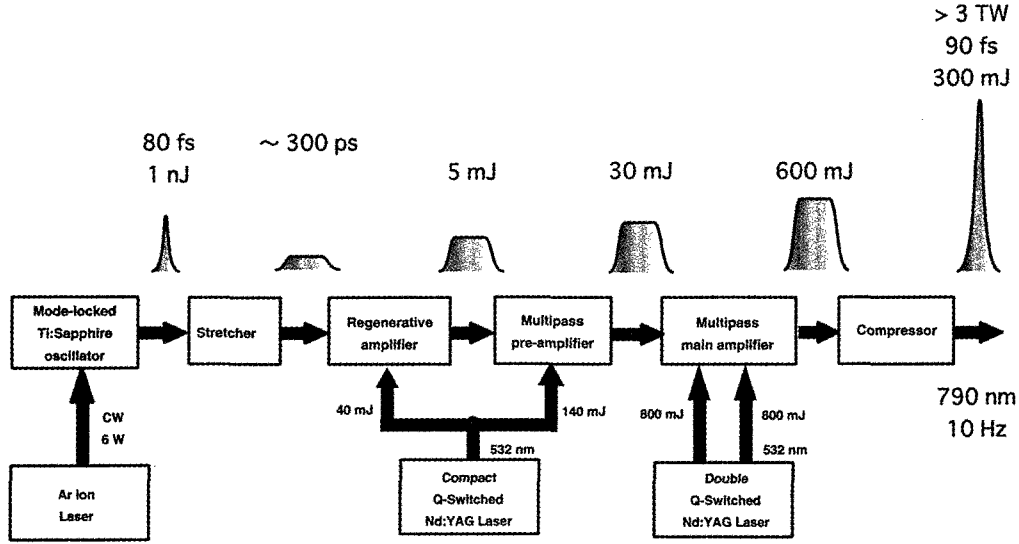 > 3 TW
90 fs
300 mJ
80 fs
1 nJ
~ 300 ps
5 mJ
30 mJ
600 mJ
Mode-locked
Ti:Sapphire
oscillator
Stretcher
Regenerative
amplifier
Multipass
pre-amplifier
Multipass
main amplifier
Compressor
790 nm
10 Hz
CW
6 W
40 mJ
140 mJ
532 nm
800 mJ
800 mJ
532 nm
Ar Ion
Laser
Compact
Q-Switched
Nd:YAG Laser
Double
Q-Switched
Nd:YAG Laser